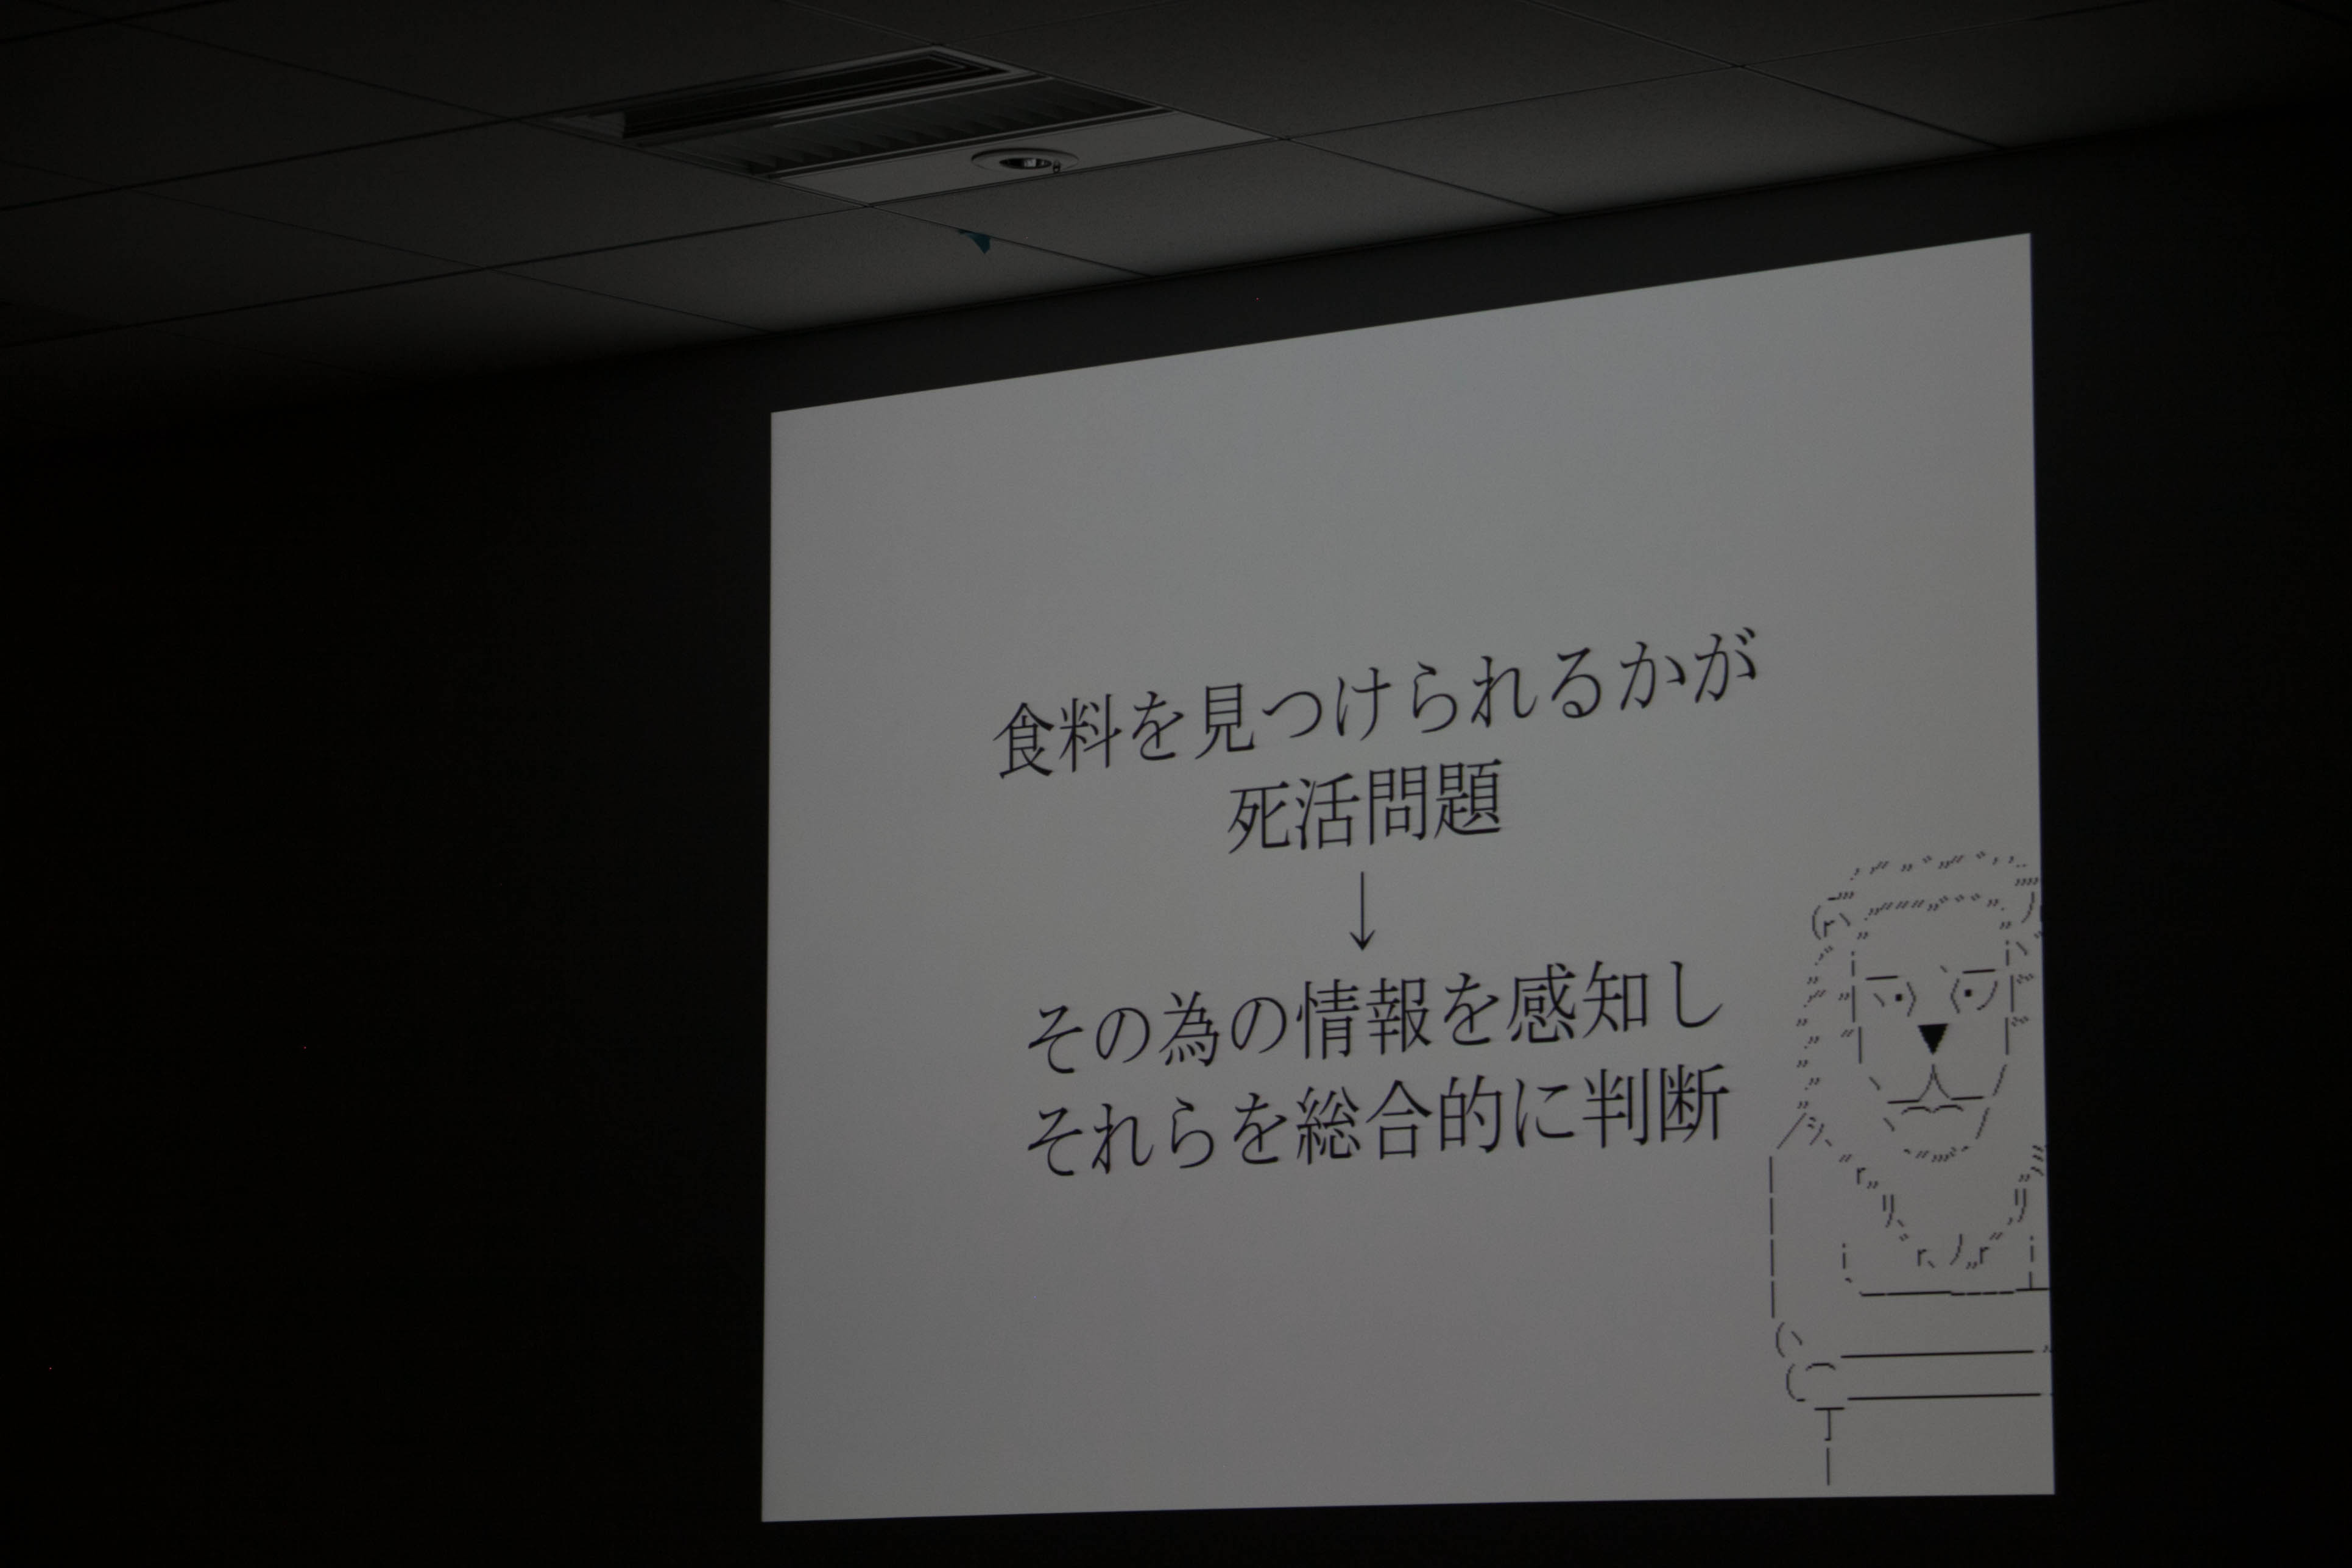 食料を見つけられるかが
死活問題
↓
その為の情報を感知し
それらを総合的に判断